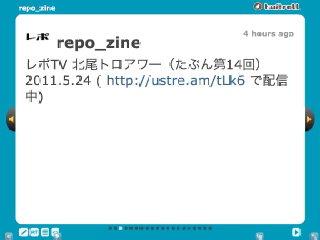 repo_zine
twitrell
レポ
repo_zine
4 hours ago
レポTV 北尾トロアワー（たぶん第14回）
2011.5.24 ( http://ustre.am/tUk6 で配信
中)